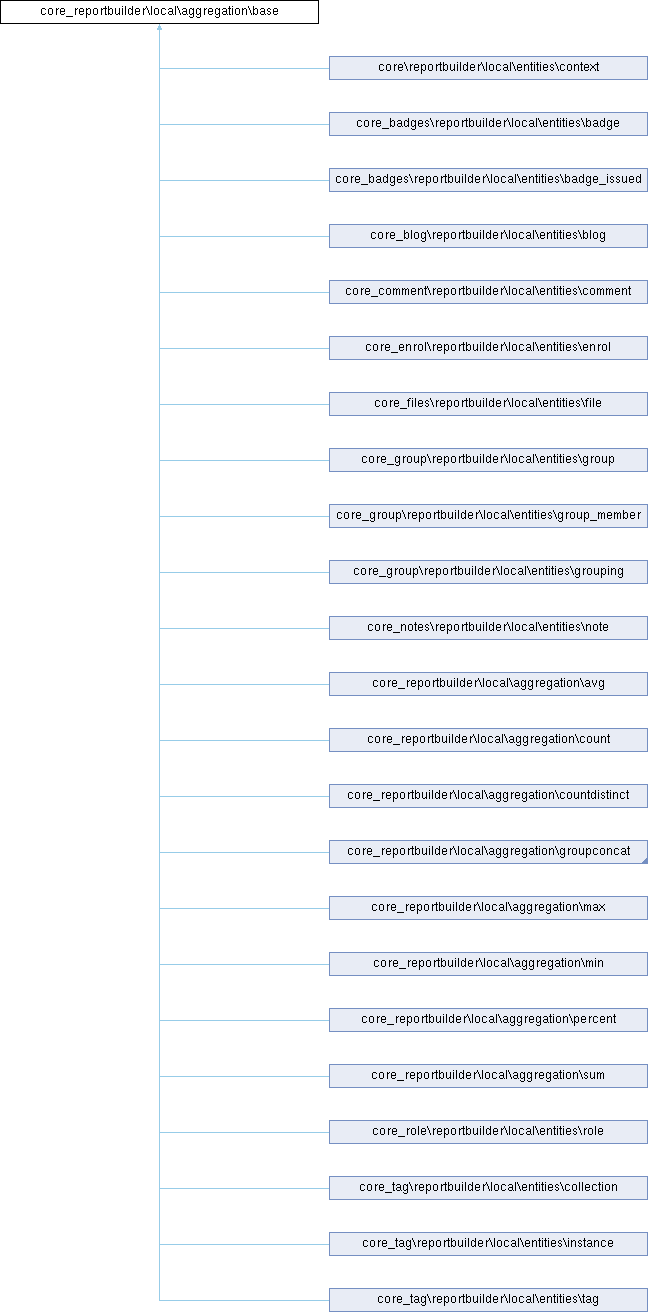 core_reportbuilder\local\aggregation\base
core\reportbuilder\local\entities\context
core_badges\reportbuilder\local\entities\badge
core_badges\reportbuilder\local\entities\badge_issued
core_blog\reportbuilder\local\entities\blog
core_comment\reportbuilder\local\entities\comment
core_enrol\reportbuilder\local\entities\enrol
core_files\reportbuilder\local\entities\file
core_group\reportbuilder\local\entities\group
core_group\reportbuilder\local\entities\group_member
core_group\reportbuilder\local\entities\grouping
core_notes\reportbuilder\local\entities\note
core_reportbuilder\local\aggregation\avg
core_reportbuilder\local\aggregation\count
core_reportbuilder\local\aggregation\countdistinct
core_reportbuilder\local\aggregation\groupconcat
core_reportbuilder\local\aggregation\max
core_reportbuilder\local\aggregation\min
core_reportbuilder\local\aggregation\percent
core_reportbuilder\local\aggregation\sum
core_role\reportbuilder\local\entities\role
core_tag\reportbuilder\local\entities\collection
core_tag\reportbuilder\local\entities\instance
core_tag\reportbuilder\local\entities\tag